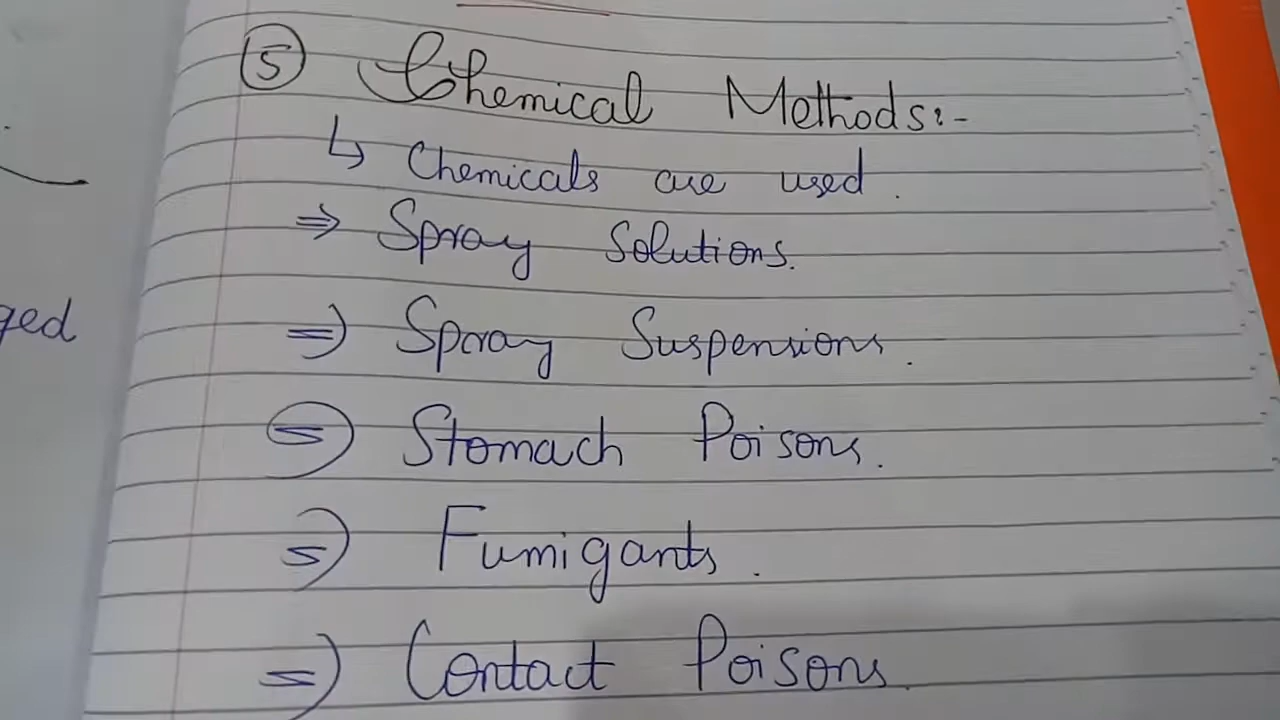 ⑤ Chemical Methods:-
↳ Chemicals are used.
⇒ Spray Solutions.
⇒ Spray Suspensions.
⇒ Stomach Poisons.
⇒ Fumigants.
⇒ Contact Poisons.